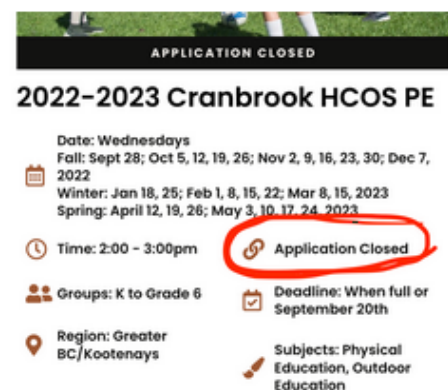 APPLICATION CLOSED
2022-2023 Cranbrook HCOS PE
Date: Wednesdays
Fall: Sept 28; Oct 5, 12, 19, 26; Nov 2, 9, 16, 23, 30; Dec 7,
2022
Winter: Jan 18, 25; Feb 1, 8, 15, 22; Mar 8, 15, 2023
Spring: April 12, 19, 26; May 3, 10, 17, 24, 2023
Time: 2:00 - 3:00pm
Application Closed
Groups: K to Grade 6
Deadline: When full or
September 20th
Region: Greater
BC/Kootenays
Subjects: Physical
Education, Outdoor
Education